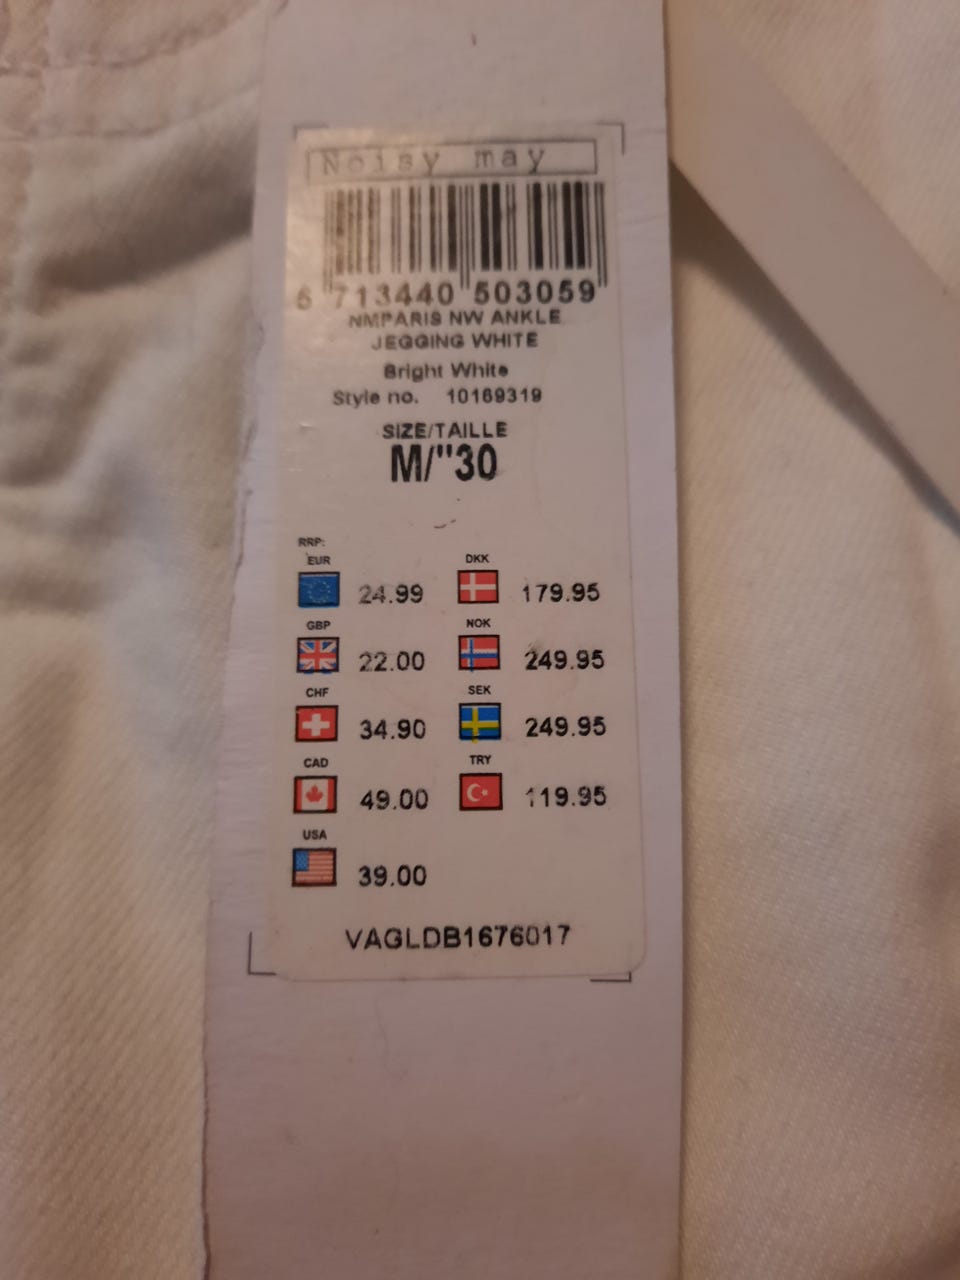 Noisy may
5 713440 503059
NMPARIS NW ANKLE
JEGGING WHITE
Bright White
Style no. 10169319
SIZE/TAILLE
M/"30
RRP:
EUR 24.99 DKK 179.95
GBP 22.00 NOK 249.95
CHF 34.90 SEK 249.95
CAD 49.00 TRY 119.95
USA 39.00
VAGLDB1676017